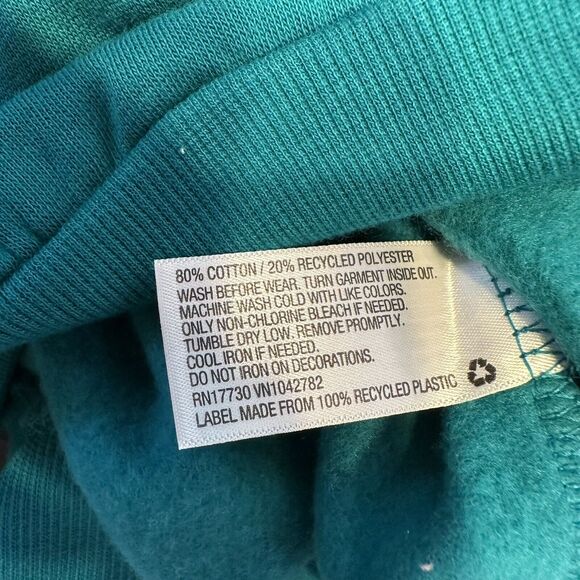 80% COTTON / 20% RECYCLED POLYESTER
WASH BEFORE WEAR. TURN GARMENT INSIDE OUT.
MACHINE WASH COLD WITH LIKE COLORS.
ONLY NON-CHLORINE BLEACH IF NEEDED.
TUMBLE DRY LOW. REMOVE PROMPTLY.
COOL IRON IF NEEDED.
DO NOT IRON ON DECORATIONS.
RN17730 VN1042782
LABEL MADE FROM 100% RECYCLED PLASTIC